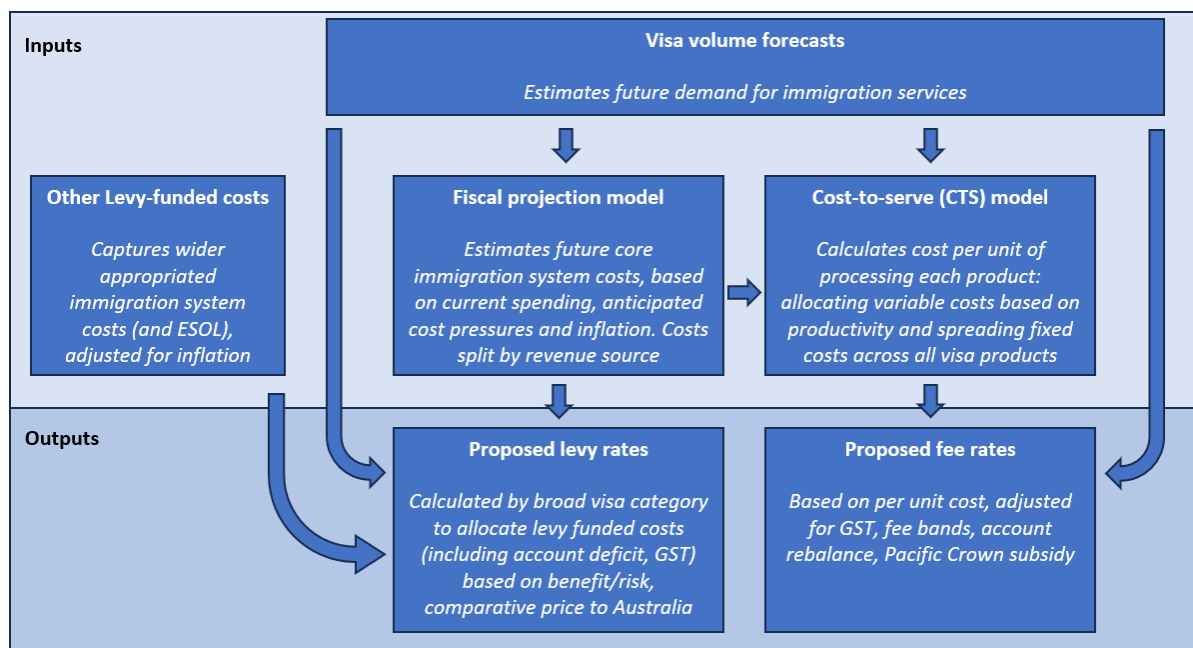 Inputs
Visa volume forecasts
Estimates future demand for immigration services
Other Levy-funded costs
Captures wider
appropriated
immigration system
costs (and ESOL),
adjusted for inflation
Fiscal projection model
Estimates future core
immigration system costs, based
on current spending, anticipated
cost pressures and inflation. Costs
split by revenue source
Cost-to-serve (CTS) model
Calculates cost per unit of
processing each product:
allocating variable costs based on
productivity and spreading fixed
costs across all visa products
Outputs
Proposed levy rates
Calculated by broad visa category
to allocate levy funded costs
(including account deficit, GST)
based on benefit/risk,
comparative price to Australia
Proposed fee rates
Based on per unit cost, adjusted
for GST, fee bands, account
rebalance, Pacific Crown subsidy